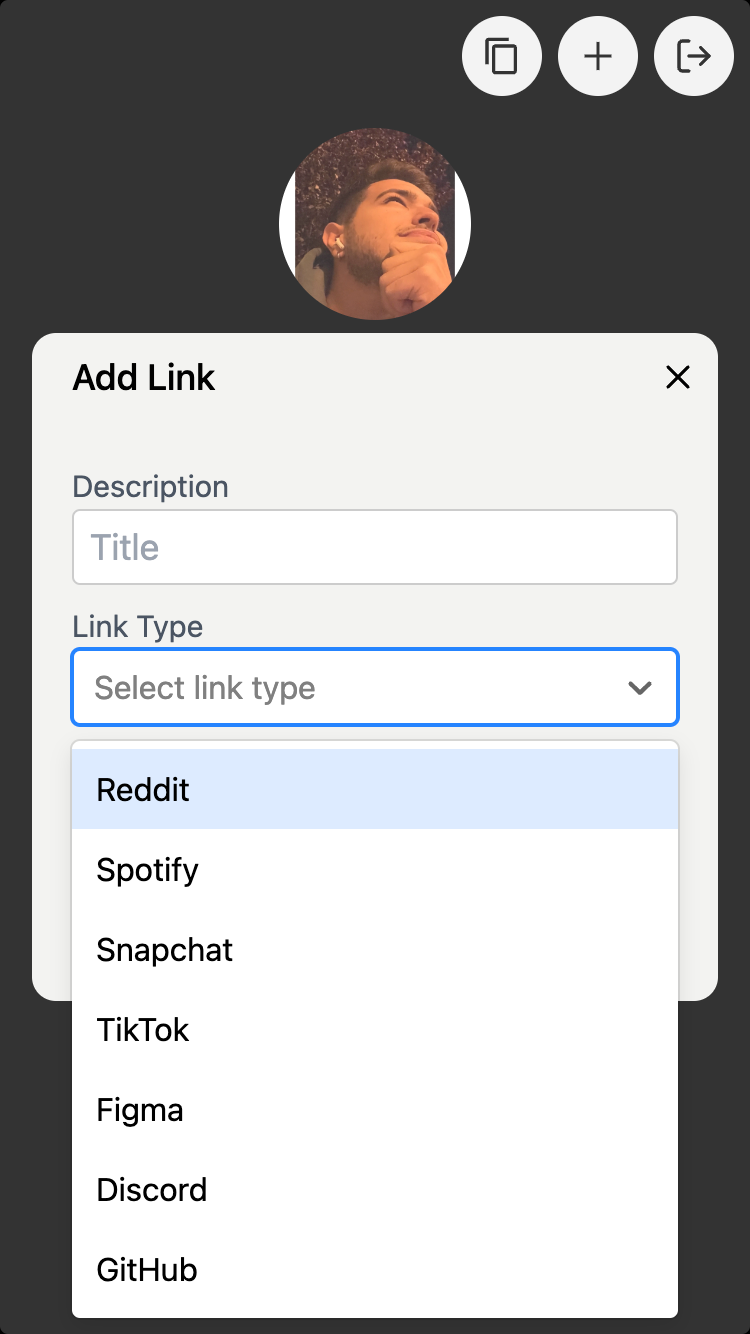 Add Link
Description
Title
Link Type
Select link type
Reddit
Spotify
Snapchat
TikTok
Figma
Discord
GitHub